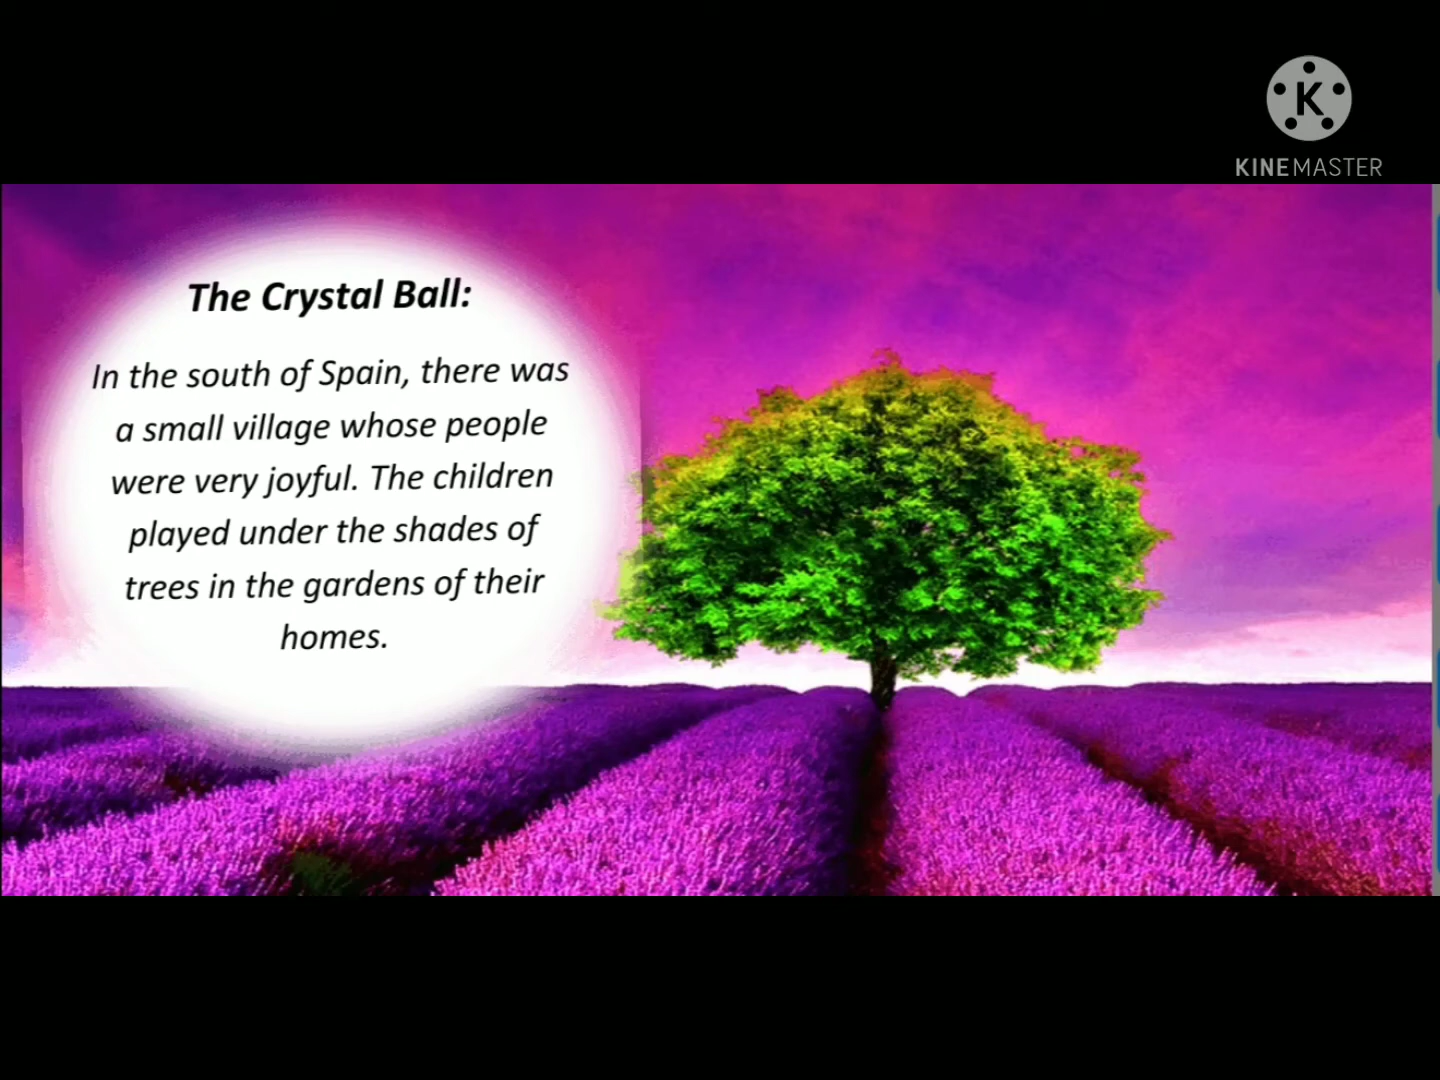 KINEMASTER
The Crystal Ball:
In the south of Spain, there was
a small village whose people
were very joyful. The children
played under the shades of
trees in the gardens of their
homes.